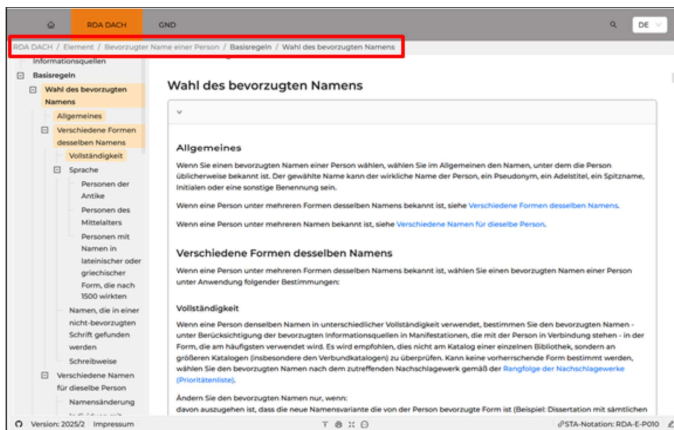 RDA DACH
GND
DE
RDA DACH / Element / Bevorzugter Name einer Person / Basisregeln / Wahl des bevorzugten Namens
Informationsquellen
Basisregeln
Wahl des bevorzugten
Namens
Allgemeines
Verschiedene Formen
desselben Namens
Vollständigkeit
Sprache
Personen der
Antike
Personen des
Mittelalters
Personen mit
Namen in
lateinischer oder
griechischer
Form, die nach
1500 wirkten
Namen, die in einer
nicht-bevorzugten
Schrift gefunden
werden
Schreibweise
Verschiedene Namen
für dieselbe Person
Namensänderung
Wahl des bevorzugten Namens
Allgemeines
Wenn Sie einen bevorzugten Namen einer Person wählen, wählen Sie im Allgemeinen den Namen, unter dem die Person
üblicherweise bekannt ist. Der gewählte Name kann der wirkliche Name der Person, ein Pseudonym, ein Adelstitel, ein Spitzname,
Initialen oder eine sonstige Benennung sein.
Wenn eine Person unter mehreren Formen desselben Namens bekannt ist, siehe Verschiedene Formen desselben Namens.
Wenn eine Person unter mehreren Namen bekannt ist, siehe Verschiedene Namen für dieselbe Person.
Verschiedene Formen desselben Namens
Wenn eine Person unter mehreren Formen desselben Namens bekannt ist, wählen Sie einen bevorzugten Namen einer Person
unter Anwendung folgender Bestimmungen:
Vollständigkeit
Wenn eine Person denselben Namen in unterschiedlicher Vollständigkeit verwendet, bestimmen Sie den bevorzugten Namen -
unter Berücksichtigung der bevorzugten Informationsquellen in Manifestationen, die mit der Person in Verbindung stehen - in der
Form, die am häufigsten verwendet wird. Es wird empfohlen, dies nicht am Katalog einer einzelnen Bibliothek, sondern an
größeren Katalogen (insbesondere den Verbundkatalogen) zu überprüfen. Kann keine vorherrschende Form bestimmt werden,
wählen Sie den bevorzugten Namen nach dem zutreffenden Nachschlagewerk gemäß der Rangfolge der Nachschlagewerke
(Prioritätenliste).
Ändern Sie den bevorzugten Namen nur, wenn:
davon auszugehen ist, dass die neue Namensvariante die von der Person bevorzugte Form ist (Beispiel: Dissertation mit sämtlichen
Version: 2025/2 Impressum
STA-Notation: RDA-E-P010